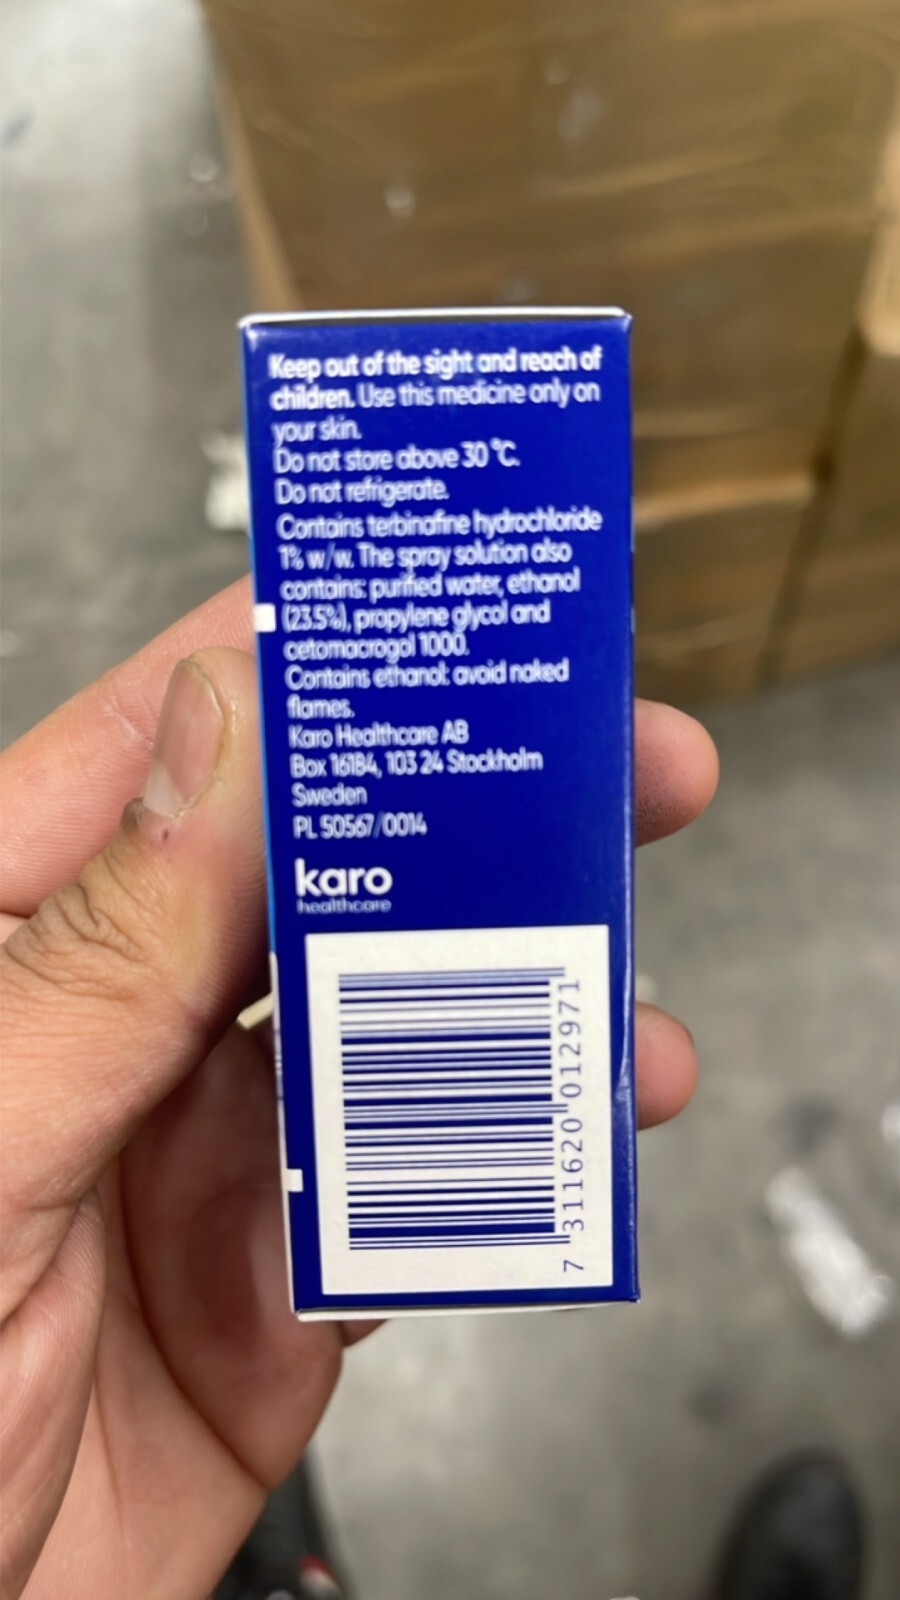 Keep out of the sight and reach of
children. Use this medicine only on
your skin.
Do not store above 30 °C.
Do not refrigerate.
Contains terbinafine hydrochloride
1% w/w. The spray solution also
contains: purified water, ethanol
(23.5%), propylene glycol and
cetomacrogol 1000.
Contains ethanol: avoid naked
flames.
Karo Healthcare AB
Box 16184, 103 24 Stockholm
Sweden
PL 50567/0014
karo
healthcare
7 311620 012971